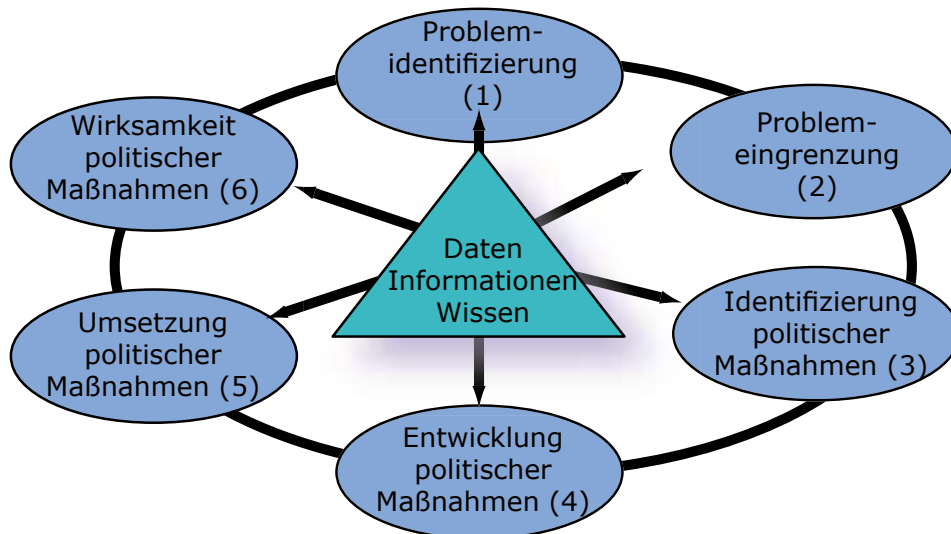 Problem-
identifizierung
(1)
Problem-
eingrenzung
(2)
Identifizierung
politischer
Maßnahmen (3)
Entwicklung
politischer
Maßnahmen (4)
Umsetzung
politischer
Maßnahmen (5)
Wirksamkeit
politischer
Maßnahmen (6)
Daten
Informationen
Wissen